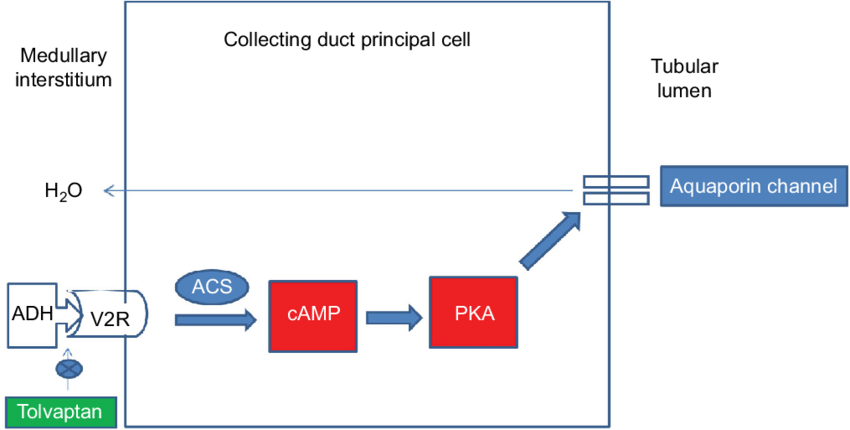 Collecting duct principal cell
Medullary
interstitium
Tubular
lumen
H₂O
Aquaporin channel
ADH
V2R
ACS
cAMP
PKA
Tolvaptan